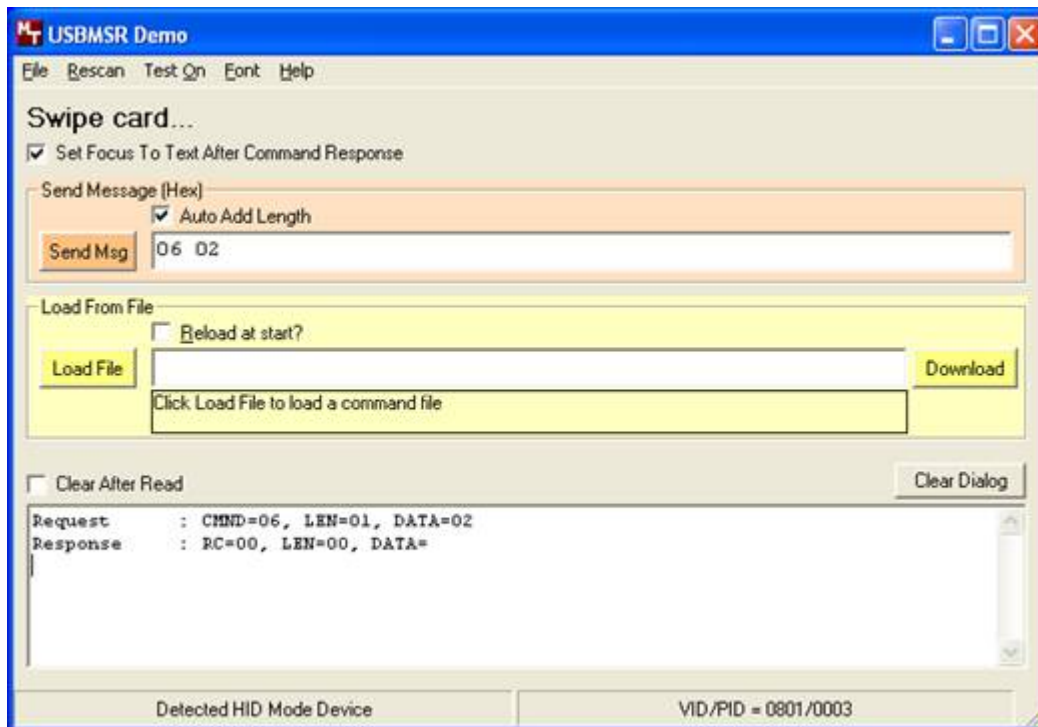 MT USBMSR Demo
File Rescan Test On Font Help
Swipe card...
Set Focus To Text After Command Response
Send Message (Hex)
Auto Add Length
Send Msg 06 02
Load From File
Reload at start?
Load File Download
Click Load File to load a command file
Clear After Read Clear Dialog
Request : CMND=06, LEN=01, DATA=02
Response : RC=00, LEN=00, DATA=
Detected HID Mode Device VID/PID = 0801/0003